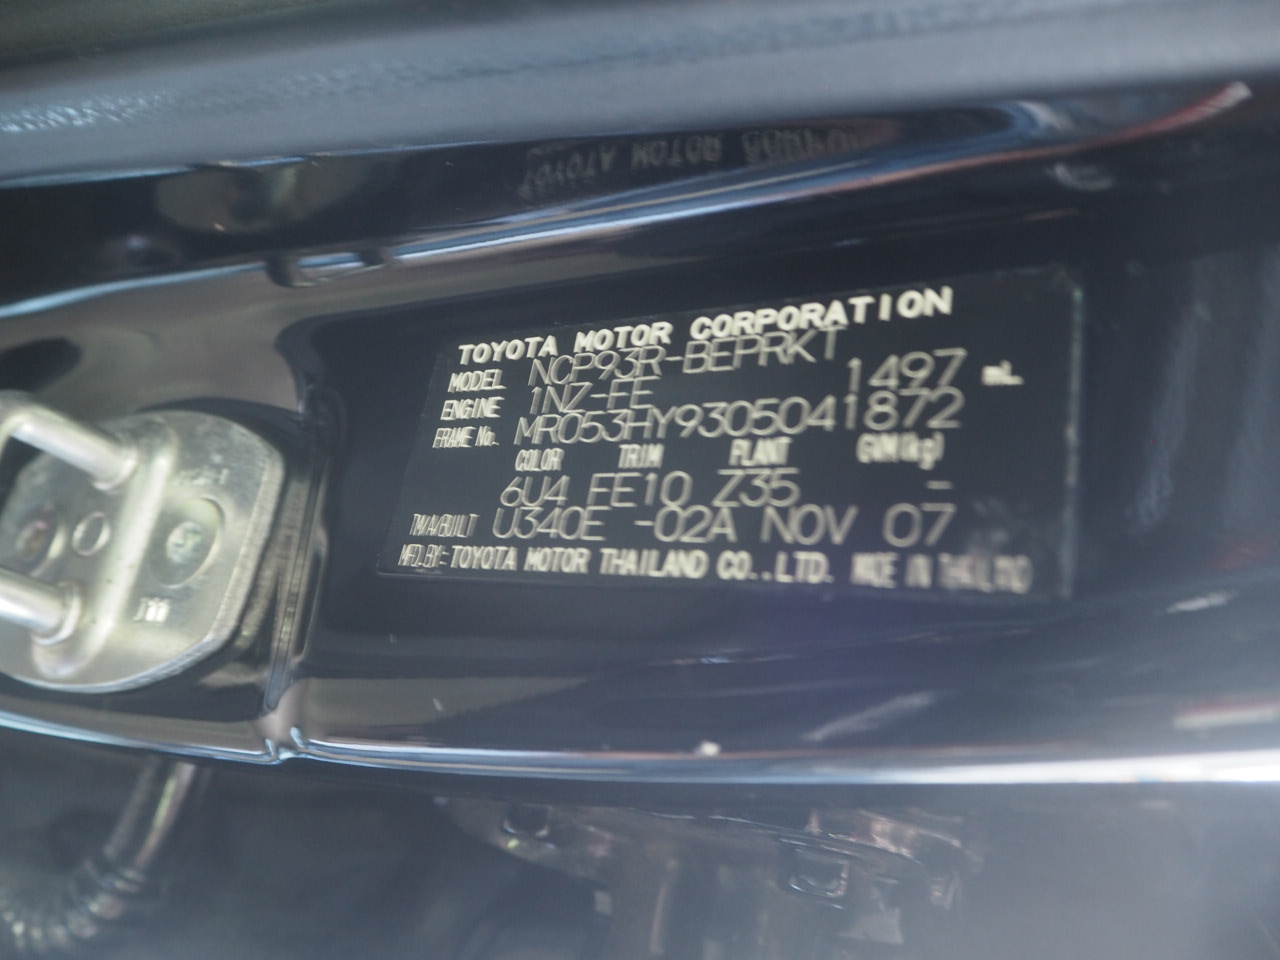 TOYOTA MOTOR CORPORATION
MODEL NCP93R-BEPRKT
ENGINE 1NZ-FE 1497 mL
FRAME No. MR053HY9305041872
COLOR TRIM PLANT GVM(kg)
6U4 FE10 Z35 -
T/A/BUILT U340E -02A NOV 07
MFD.BY:-TOYOTA MOTOR THAILAND CO.,LTD. MADE IN THAILAND